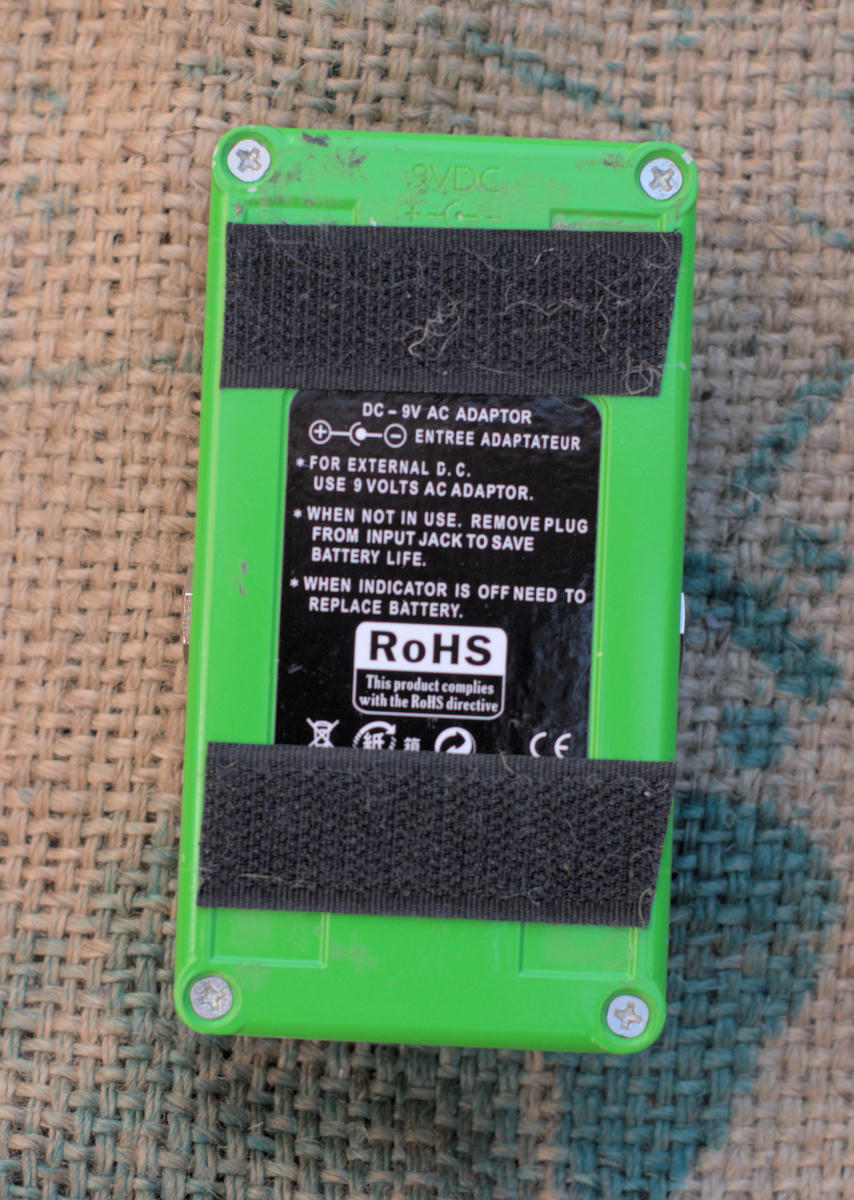 9VDC
DC – 9V AC ADAPTOR
ENTREE ADAPTATEUR
* FOR EXTERNAL D.C.
USE 9 VOLTS AC ADAPTOR.
* WHEN NOT IN USE. REMOVE PLUG
FROM INPUT JACK TO SAVE
BATTERY LIFE.
* WHEN INDICATOR IS OFF NEED TO
REPLACE BATTERY.
RoHS
This product complies
with the RoHS directive
紙 箱 CE